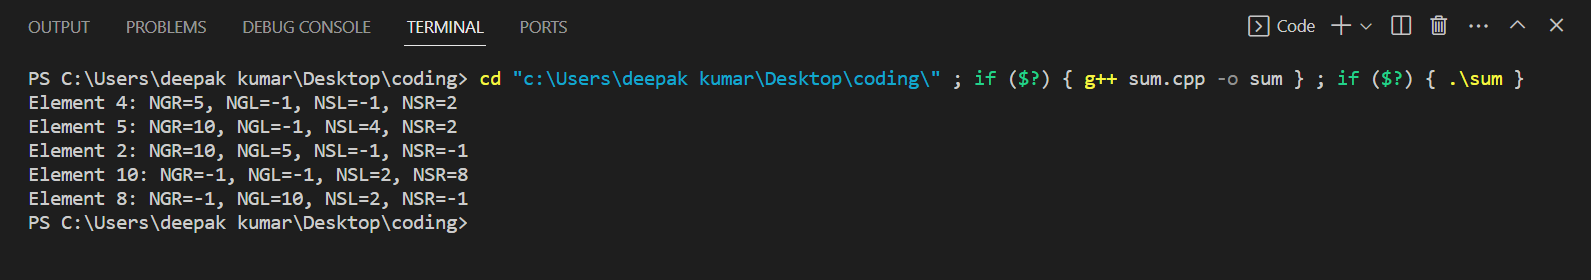 OUTPUT PROBLEMS DEBUG CONSOLE TERMINAL PORTS Code
PS C:\Users\deepak kumar\Desktop\coding> cd "c:\Users\deepak kumar\Desktop\coding\" ; if ($?) { g++ sum.cpp -o sum } ; if ($?) { .\sum }
Element 4: NGR=5, NGL=-1, NSL=-1, NSR=2
Element 5: NGR=10, NGL=-1, NSL=4, NSR=2
Element 2: NGR=10, NGL=5, NSL=-1, NSR=-1
Element 10: NGR=-1, NGL=-1, NSL=2, NSR=8
Element 8: NGR=-1, NGL=10, NSL=2, NSR=-1
PS C:\Users\deepak kumar\Desktop\coding>